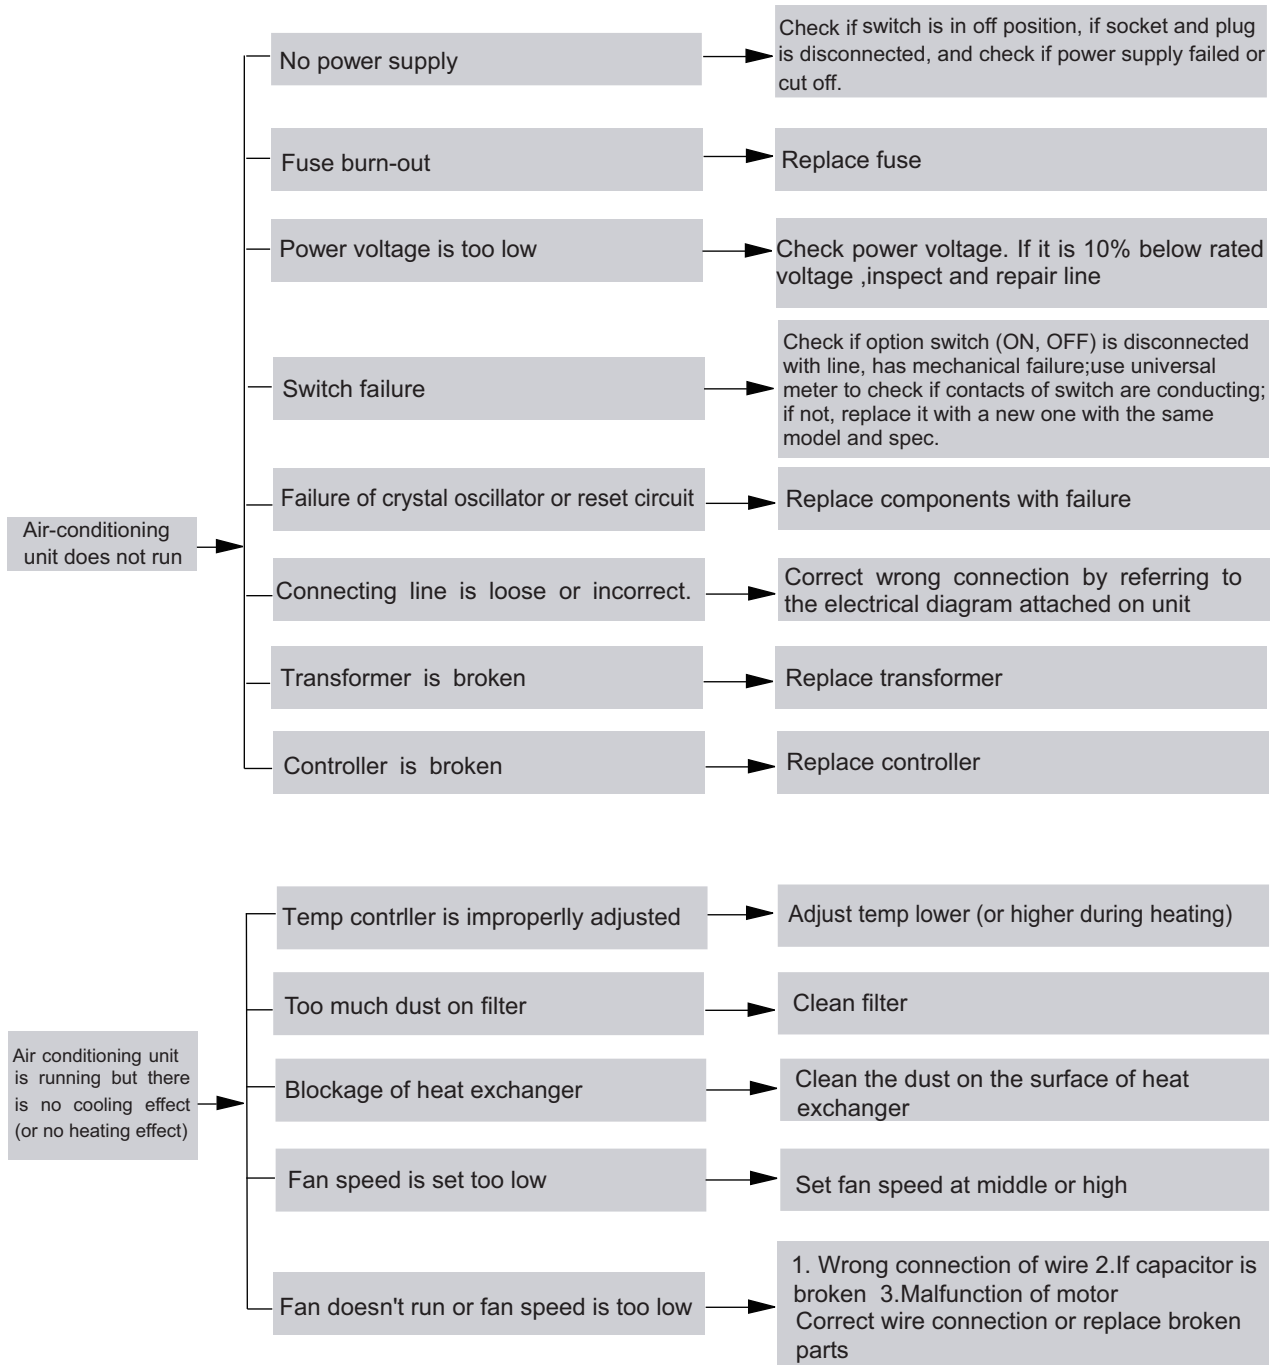 No power supply
Check if switch is in off position, if socket and plug
is disconnected, and check if power supply failed or
cut off.
Fuse burn-out
Replace fuse
Power voltage is too low
Check power voltage. If it is 10% below rated
voltage ,inspect and repair line
Switch failure
Check if option switch (ON, OFF) is disconnected
with line, has mechanical failure;use universal
meter to check if contacts of switch are conducting;
if not, replace it with a new one with the same
model and spec.
Air-conditioning
unit does not run
Failure of crystal oscillator or reset circuit
Replace components with failure
Connecting line is loose or incorrect.
Correct wrong connection by referring to
the electrical diagram attached on unit
Transformer is broken
Replace transformer
Controller is broken
Replace controller
Temp contrller is improperlly adjusted
Adjust temp lower (or higher during heating)
Too much dust on filter
Clean filter
Air conditioning unit
is running but there
is no cooling effect
(or no heating effect)
Blockage of heat exchanger
Clean the dust on the surface of heat
exchanger
Fan speed is set too low
Set fan speed at middle or high
Fan doesn't run or fan speed is too low
1. Wrong connection of wire 2.If capacitor is
broken 3.Malfunction of motor
Correct wire connection or replace broken
parts